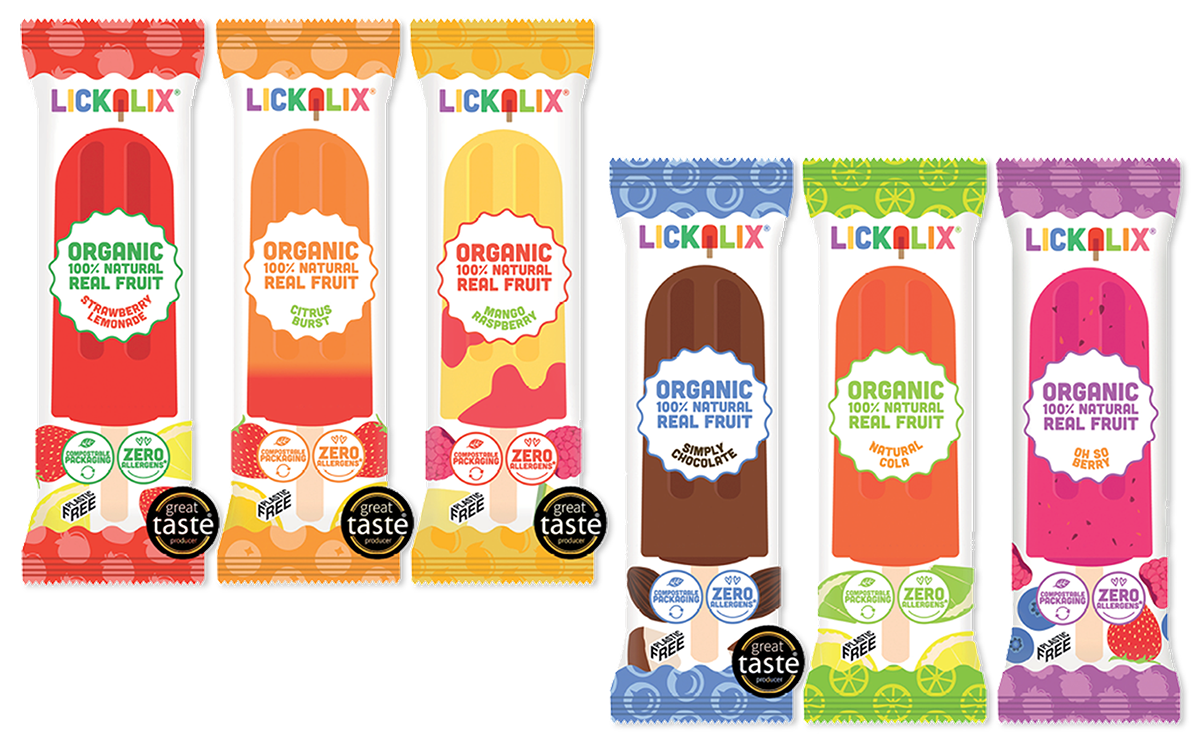 LICKALIX®
ORGANIC
100% NATURAL
REAL FRUIT
STRAWBERRY
LEMONADE
COMPOSTABLE
PACKAGING
ZERO
ALLERGENS*
PLASTIC
FREE
great
taste®
producer
LICKALIX®
ORGANIC
100% NATURAL
REAL FRUIT
CITRUS
BURST
COMPOSTABLE
PACKAGING
ZERO
ALLERGENS*
PLASTIC
FREE
great
taste®
producer
LICKALIX®
ORGANIC
100% NATURAL
REAL FRUIT
MANGO
RASPBERRY
COMPOSTABLE
PACKAGING
ZERO
ALLERGENS*
PLASTIC
FREE
great
taste®
producer
LICKALIX®
ORGANIC
100% NATURAL
REAL FRUIT
SIMPLY
CHOCOLATE
COMPOSTABLE
PACKAGING
ZERO
ALLERGENS*
PLASTIC
FREE
great
taste®
producer
LICKALIX®
ORGANIC
100% NATURAL
REAL FRUIT
NATURAL
COLA
COMPOSTABLE
PACKAGING
ZERO
ALLERGENS*
PLASTIC
FREE
LICKALIX®
ORGANIC
100% NATURAL
REAL FRUIT
OH SO
BERRY
COMPOSTABLE
PACKAGING
ZERO
ALLERGENS*
PLASTIC
FREE